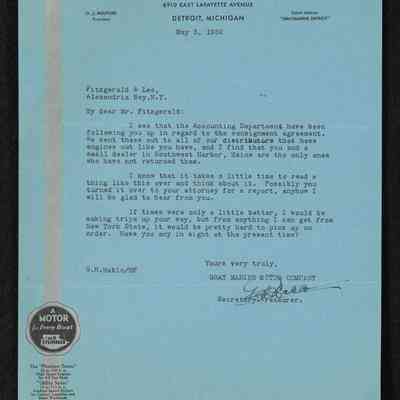 6910 EAST LAFAYETTE AVENUE
DETROIT, MICHIGAN
President
May 3, 1932
Fitzgerald & Lee,
Alexandria Bay, N.Y.
My dear Mr. Fitzgerald:
I see that the Accounting Department have been
following you up in regard to the consignment agreement.
We sent these out to all of our distributors that have
engines out like you have, and I find that you and a
small dealer in Southwest Harbor, Maine are the only ones
who have not returned them.
I know that it takes a little time to read a
thing like this over and think about it. Possibly you
turned it over to your attorney for a report, anyhow I
will be glad to hear from you.
If times were only a little better, I would be
making trips up your way, but from anything I can get from
New York State, it would be pretty hard to pick up an
order. Have you any in sight at the present time?
Yours very truly,
GRAY MARINE MOTOR COMPANY
Secretary-Treasurer.
A
MOTOR
for Every Boat